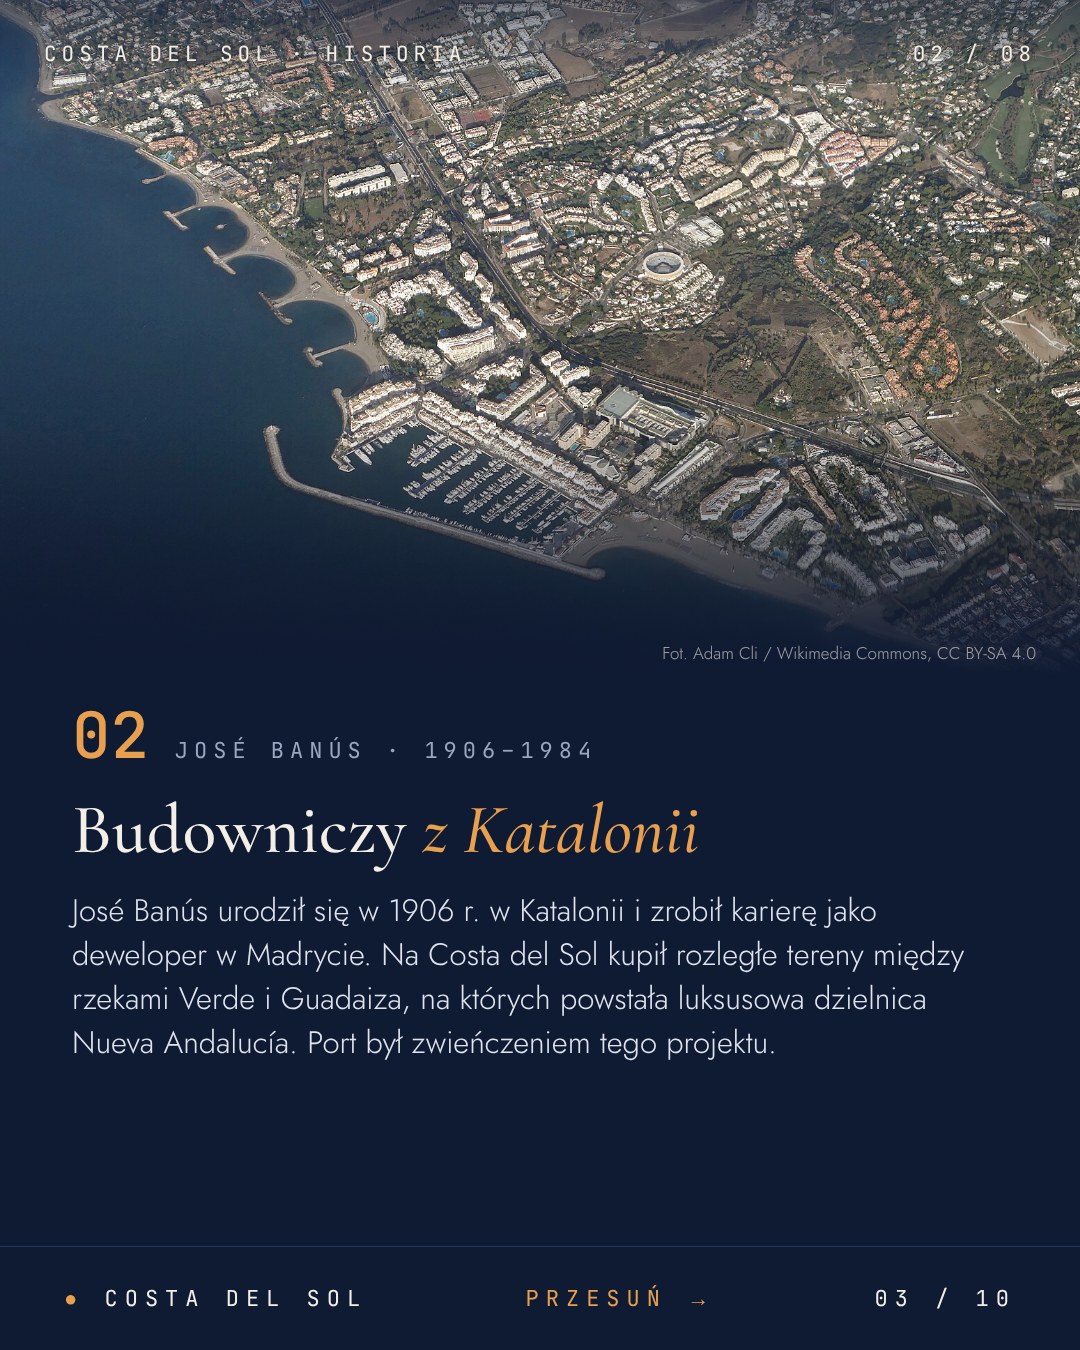 COSTA DEL SOL · HISTORIA
02 / 08
Fot. Adam Cli / Wikimedia Commons, CC BY-SA 4.0
02 JOSÉ BANÚS · 1906–1984
Budowniczy z Katalonii
José Banús urodził się w 1906 r. w Katalonii i zrobił karierę jako
deweloper w Madrycie. Na Costa del Sol kupił rozległe tereny między
rzekami Verde i Guadaiza, na których powstała luksusowa dzielnica
Nueva Andalucía. Port był zwieńczeniem tego projektu.
• COSTA DEL SOL
PRZESUŃ →
03 / 10